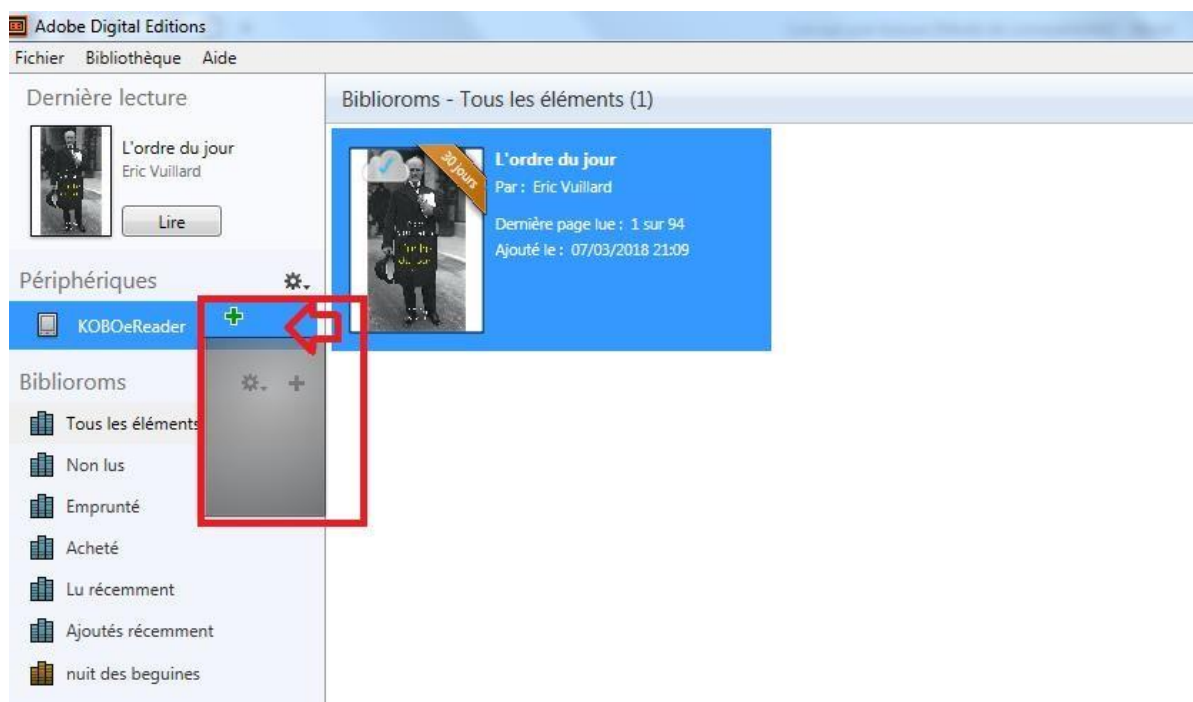 Adobe Digital Editions
Fichier Bibliothèque Aide
Dernière lecture
L'ordre du jour
Eric Vuillard
Lire
Périphériques
KOBOeReader
Biblioroms
Tous les éléments
Non lus
Emprunté
Acheté
Lu récemment
Ajoutés récemment
nuit des beguines
Biblioroms - Tous les éléments (1)
30 jours
L'ordre du jour
Par : Eric Vuillard
Dernière page lue : 1 sur 94
Ajouté le : 07/03/2018 21:09